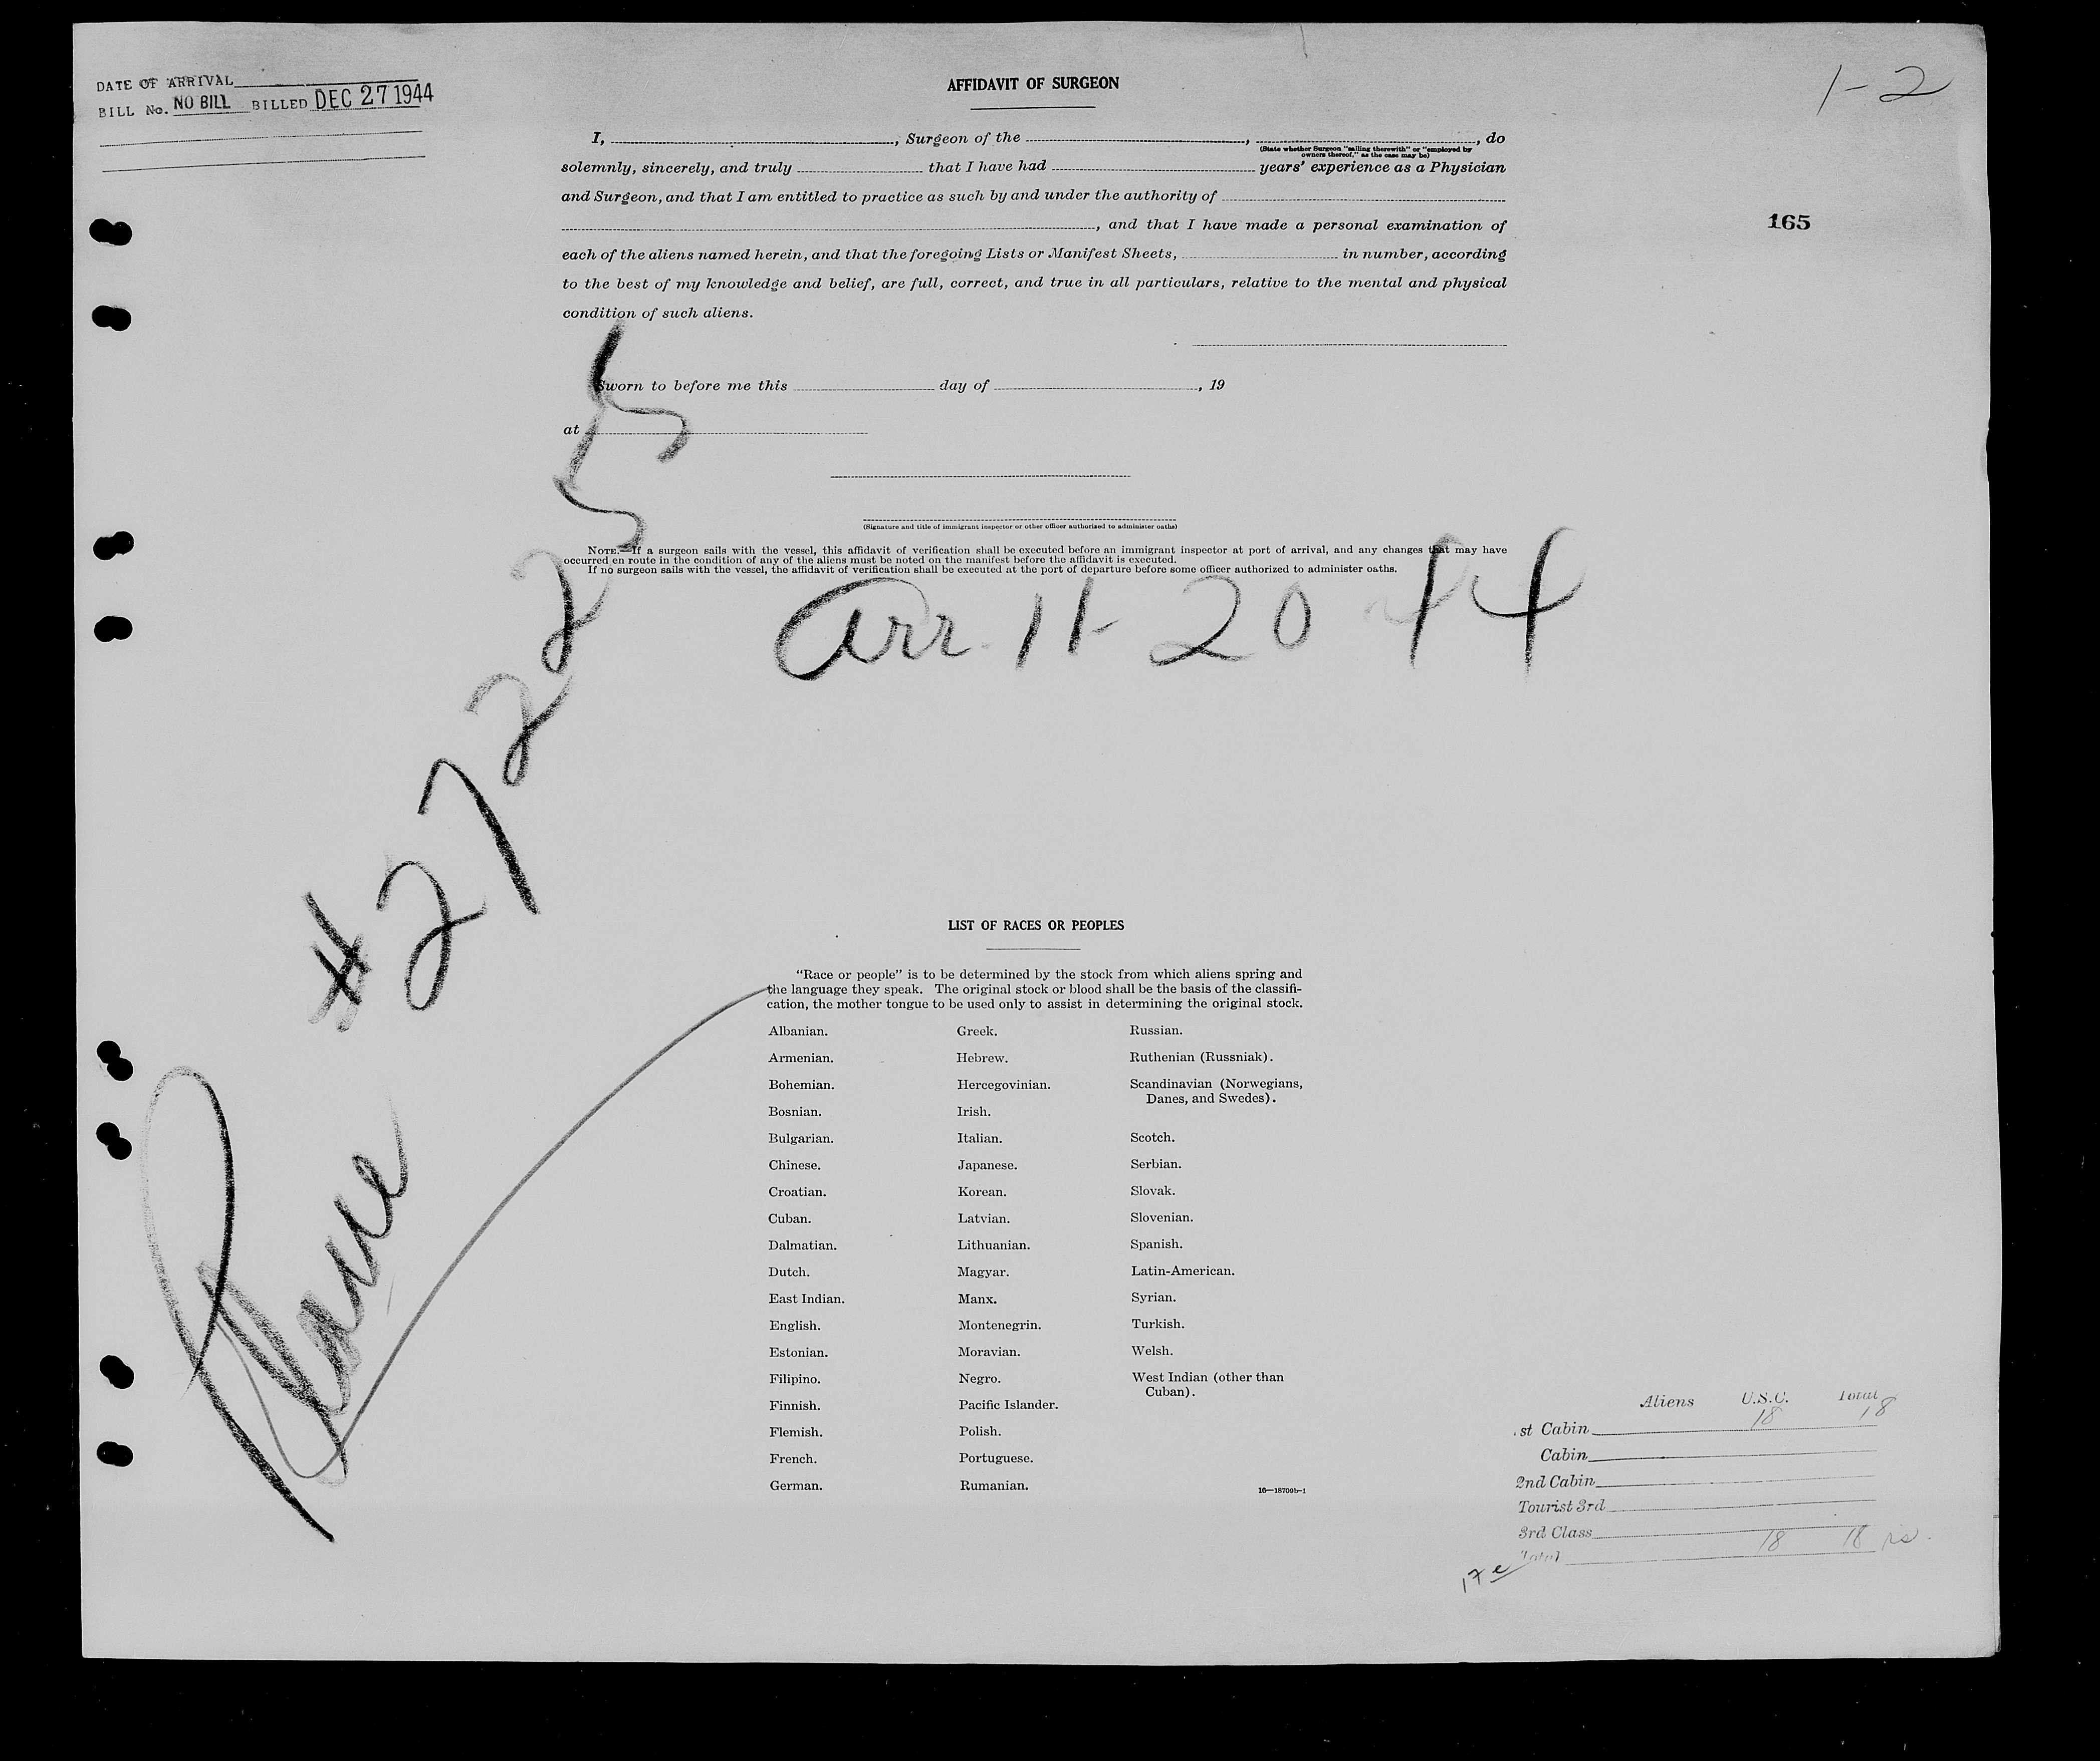 DATE OF ARRIVAL
BILL No. NO BILL BILLED DEC 27 1944
1-2
AFFIDAVIT OF SURGEON
I, , Surgeon of the , , do
(State whether Surgeon "sailing therewith" or "employed by
owners thereof," as the case may be)
solemnly, sincerely, and truly that I have had years' experience as a Physician
and Surgeon, and that I am entitled to practice as such by and under the authority of
, and that I have made a personal examination of
165
each of the aliens named herein, and that the foregoing Lists or Manifest Sheets, in number, according
to the best of my knowledge and belief, are full, correct, and true in all particulars, relative to the mental and physical
condition of such aliens.
Sworn to before me this day of , 19
at
(Signature and title of immigrant inspector or other officer authorized to administer oaths)
NOTE.—If a surgeon sails with the vessel, this affidavit of verification shall be executed before an immigrant inspector at port of arrival, and any changes that may have
occurred en route in the condition of any of the aliens must be noted on the manifest before the affidavit is executed.
If no surgeon sails with the vessel, the affidavit of verification shall be executed at the port of departure before some officer authorized to administer oaths.
Arr. 11-20-44
Plane #272255
LIST OF RACES OR PEOPLES
"Race or people" is to be determined by the stock from which aliens spring and
the language they speak. The original stock or blood shall be the basis of the classifi-
cation, the mother tongue to be used only to assist in determining the original stock.
Albanian.
Armenian.
Bohemian.
Bosnian.
Bulgarian.
Chinese.
Croatian.
Cuban.
Dalmatian.
Dutch.
East Indian.
English.
Estonian.
Filipino.
Finnish.
Flemish.
French.
German.
Greek.
Hebrew.
Hercegovinian.
Irish.
Italian.
Japanese.
Korean.
Latvian.
Lithuanian.
Magyar.
Manx.
Montenegrin.
Moravian.
Negro.
Pacific Islander.
Polish.
Portuguese.
Rumanian.
Russian.
Ruthenian (Russniak).
Scandinavian (Norwegians,
Danes, and Swedes).
Scotch.
Serbian.
Slovak.
Slovenian.
Spanish.
Latin-American.
Syrian.
Turkish.
Welsh.
West Indian (other than
Cuban).
16—18709b-1
Aliens U.S.C. Total
st Cabin 18 18
Cabin
2nd Cabin
Tourist 3rd
3rd Class
Total 18 18